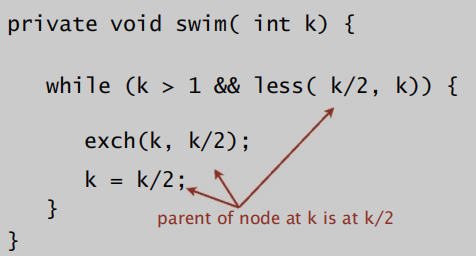 private void swim( int k) {
while (k > 1 && less( k/2, k)) {
exch(k, k/2);
k = k/2;
}
parent of node at k is at k/2
}